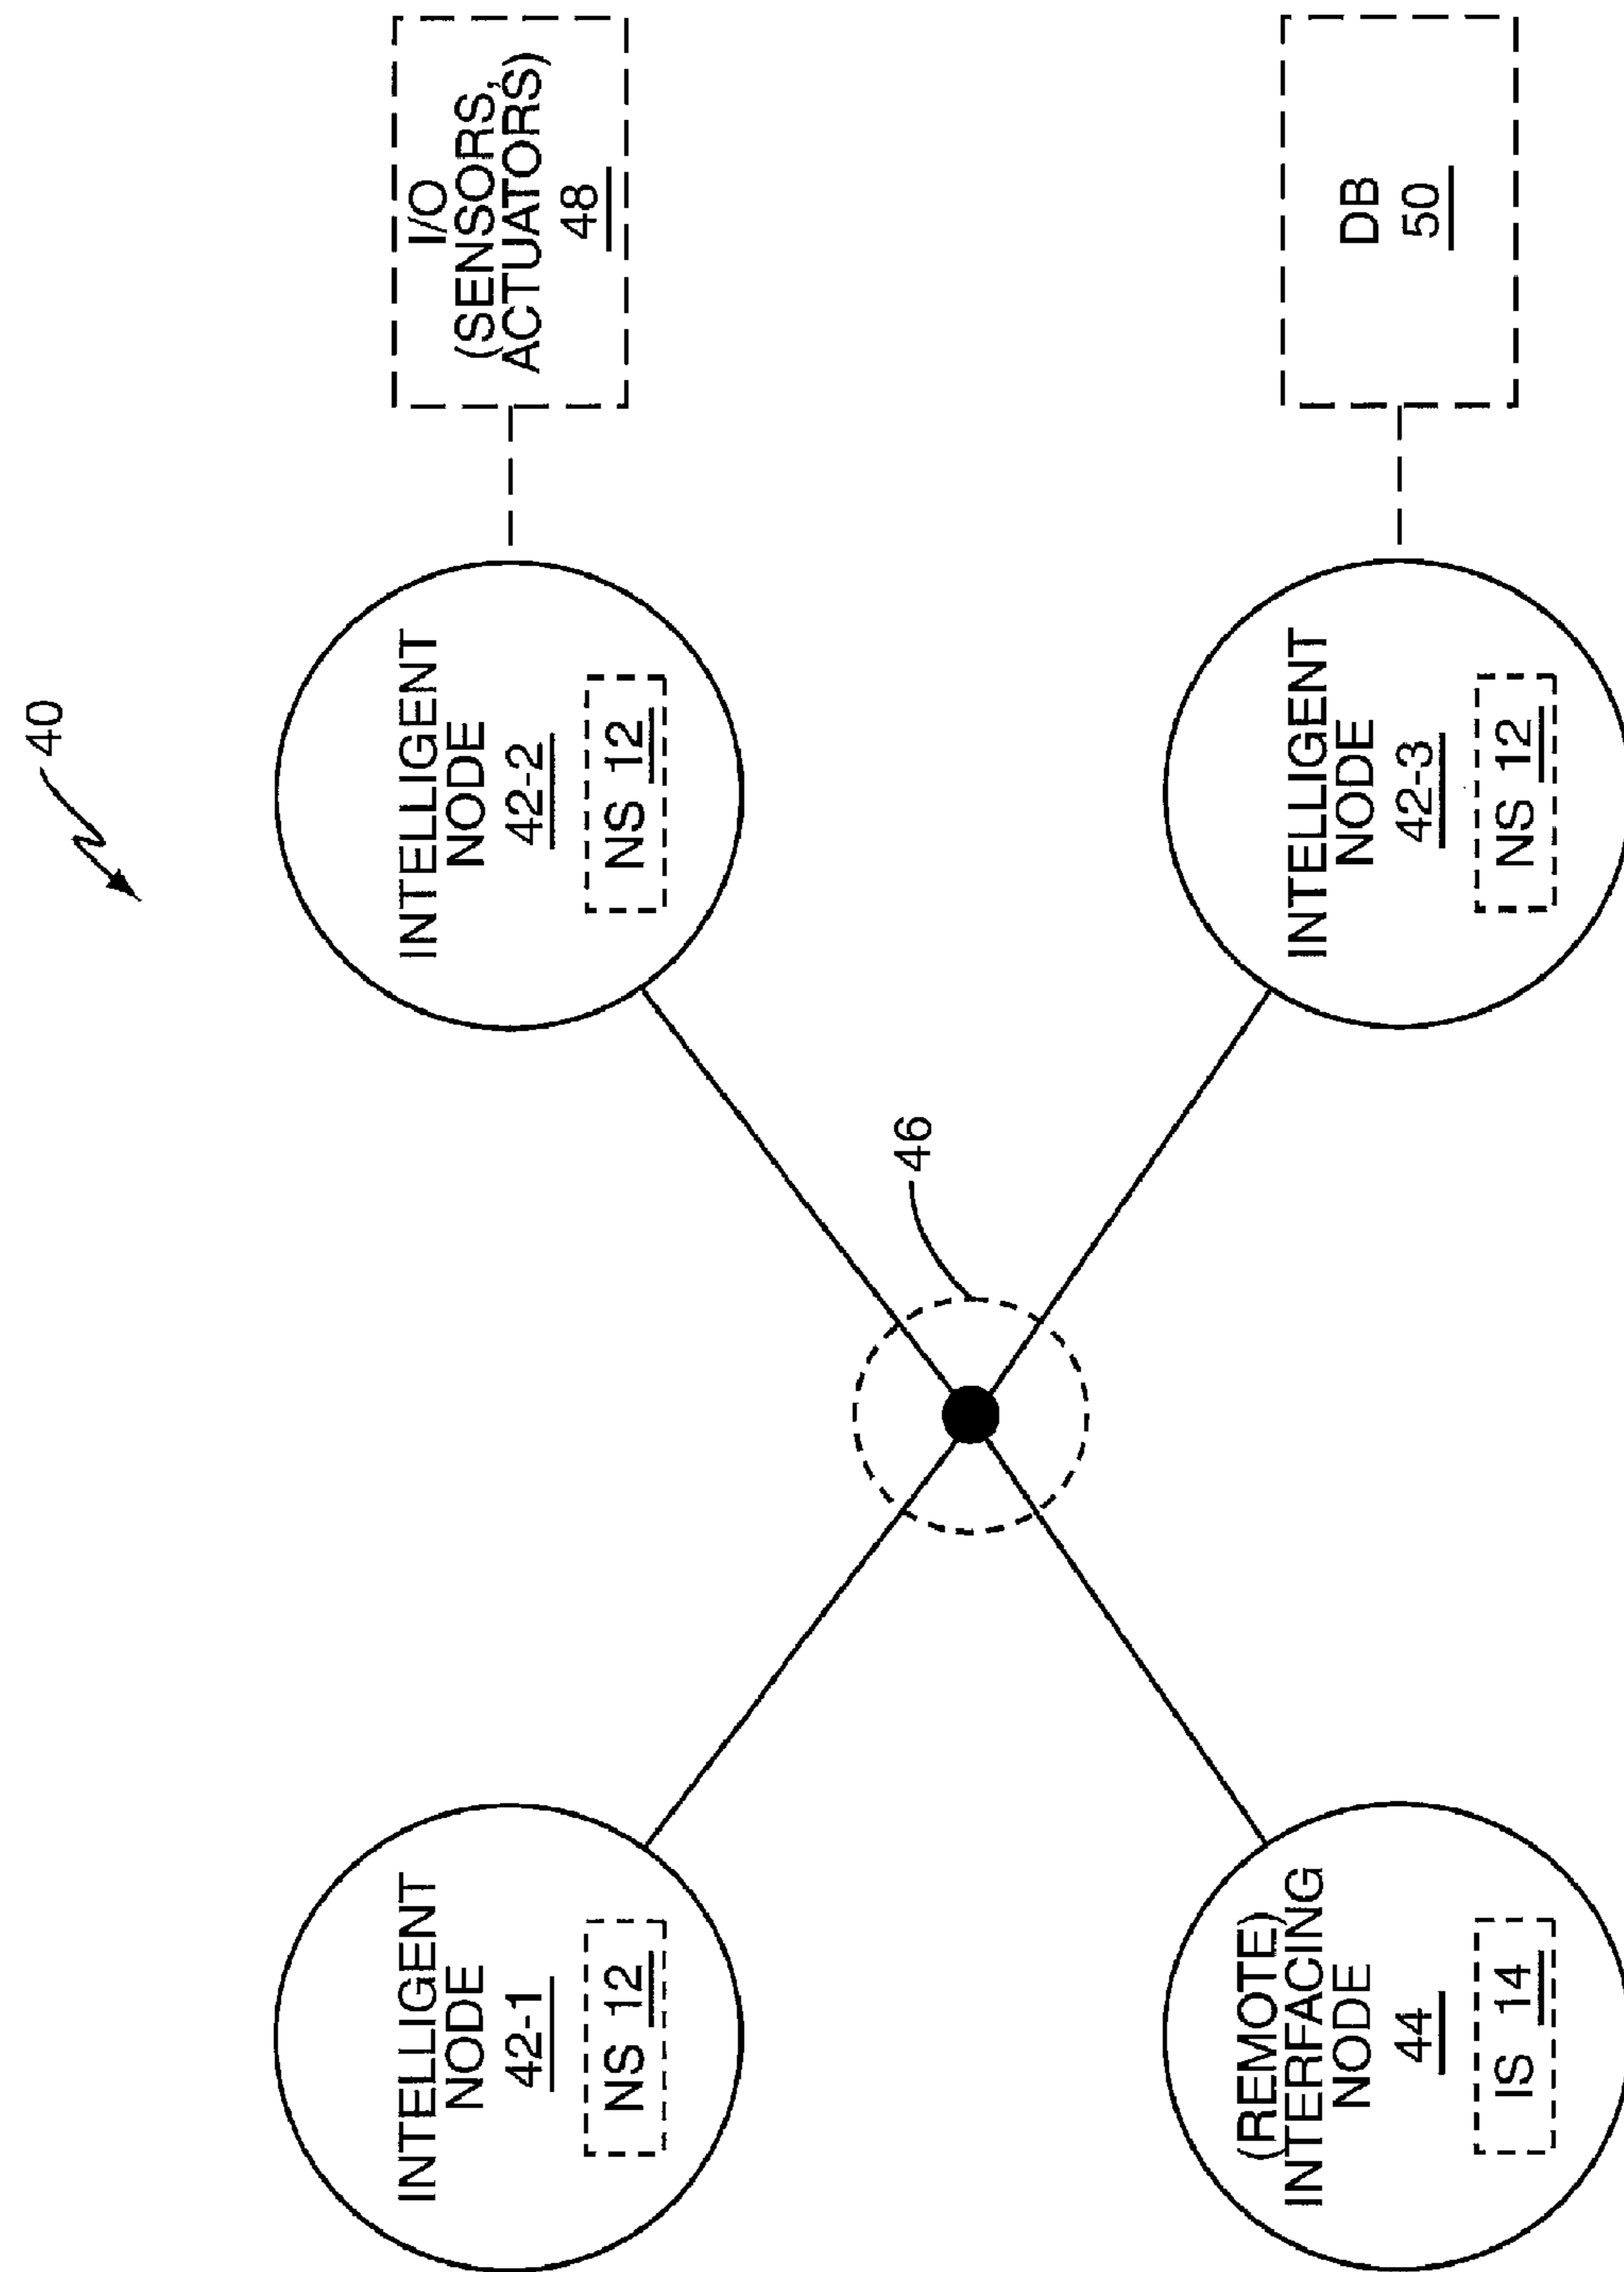 40
INTELLIGENT
NODE
42-1
NS 12
INTELLIGENT
NODE
42-2
NS 12
I/O
(SENSORS,
ACTUATORS)
48
46
(REMOTE)
INTERFACING
NODE
44
IS 14
INTELLIGENT
NODE
42-3
NS 12
DB
50